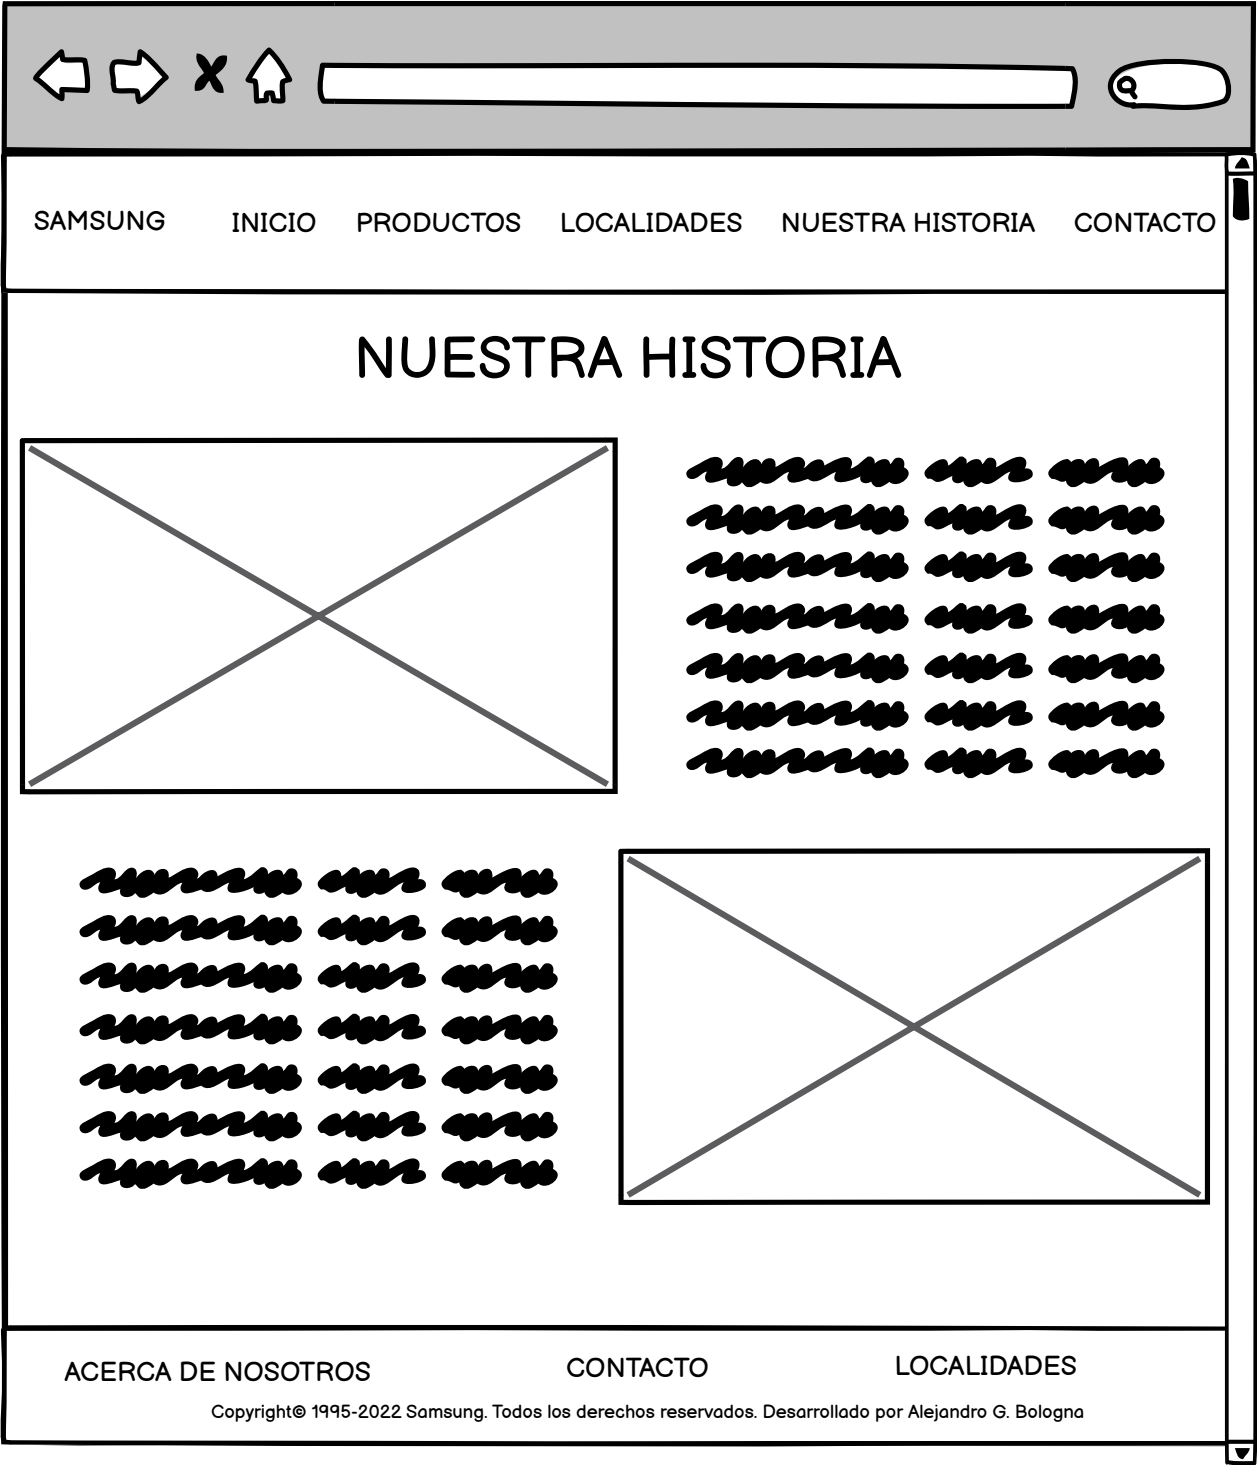 SAMSUNG INICIO PRODUCTOS LOCALIDADES NUESTRA HISTORIA CONTACTO
NUESTRA HISTORIA
ACERCA DE NOSOTROS CONTACTO LOCALIDADES
Copyright© 1995-2022 Samsung. Todos los derechos reservados. Desarrollado por Alejandro G. Bologna